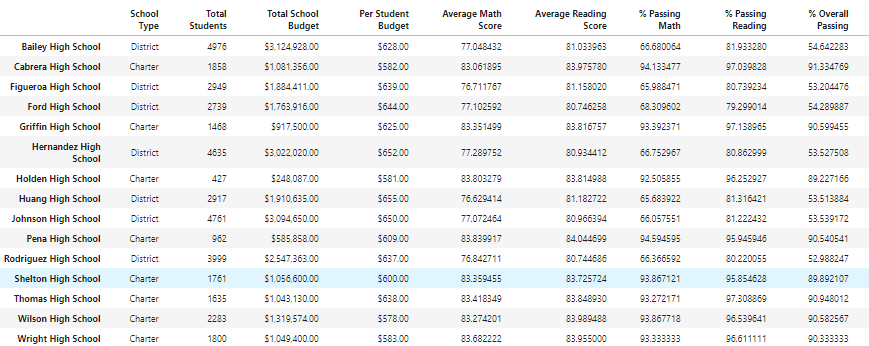 School Type Total Students Total School Budget Per Student Budget Average Math Score Average Reading Score % Passing Math % Passing Reading % Overall Passing
Bailey High School District 4976 $3,124,928.00 $628.00 77.048432 81.033963 66.680064 81.933280 54.642283
Cabrera High School Charter 1858 $1,081,356.00 $582.00 83.061895 83.975780 94.133477 97.039828 91.334769
Figueroa High School District 2949 $1,884,411.00 $639.00 76.711767 81.158020 65.988471 80.739234 53.204476
Ford High School District 2739 $1,763,916.00 $644.00 77.102592 80.746258 68.309602 79.299014 54.289887
Griffin High School Charter 1468 $917,500.00 $625.00 83.351499 83.816757 93.392371 97.138965 90.599455
Hernandez High School District 4635 $3,022,020.00 $652.00 77.289752 80.934412 66.752967 80.862999 53.527508
Holden High School Charter 427 $248,087.00 $581.00 83.803279 83.814988 92.505855 96.252927 89.227166
Huang High School District 2917 $1,910,635.00 $655.00 76.629414 81.182722 65.683922 81.316421 53.513884
Johnson High School District 4761 $3,094,650.00 $650.00 77.072464 80.966394 66.057551 81.222432 53.539172
Pena High School Charter 962 $585,858.00 $609.00 83.839917 84.044699 94.594595 95.945946 90.540541
Rodriguez High School District 3999 $2,547,363.00 $637.00 76.842711 80.744686 66.366592 80.220055 52.988247
Shelton High School Charter 1761 $1,056,600.00 $600.00 83.359455 83.725724 93.867121 95.854628 89.892107
Thomas High School Charter 1635 $1,043,130.00 $638.00 83.418349 83.848930 93.272171 97.308869 90.948012
Wilson High School Charter 2283 $1,319,574.00 $578.00 83.274201 83.989488 93.867718 96.539641 90.582567
Wright High School Charter 1800 $1,049,400.00 $583.00 83.682222 83.955000 93.333333 96.611111 90.333333